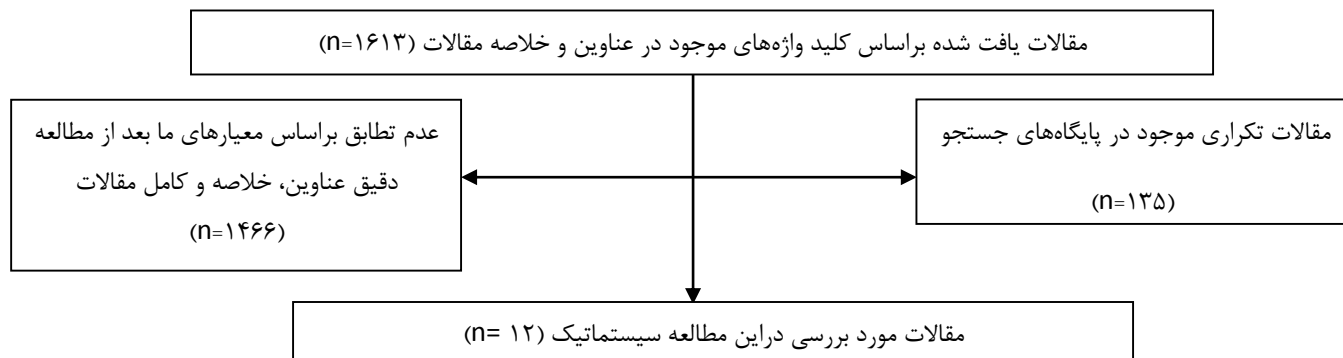 مقالات یافت شده براساس کلید واژه‌های موجود در عناوین و خلاصه مقالات (n=۱۶۱۳)
مقالات تکراری موجود در پایگاه‌های جستجو
(n=۱۳۵)
عدم تطابق براساس معیارهای ما بعد از مطالعه
دقیق عناوین، خلاصه و کامل مقالات
(n=۱۴۶۶)
مقالات مورد بررسی دراین مطالعه سیستماتیک (n= ۱۲)